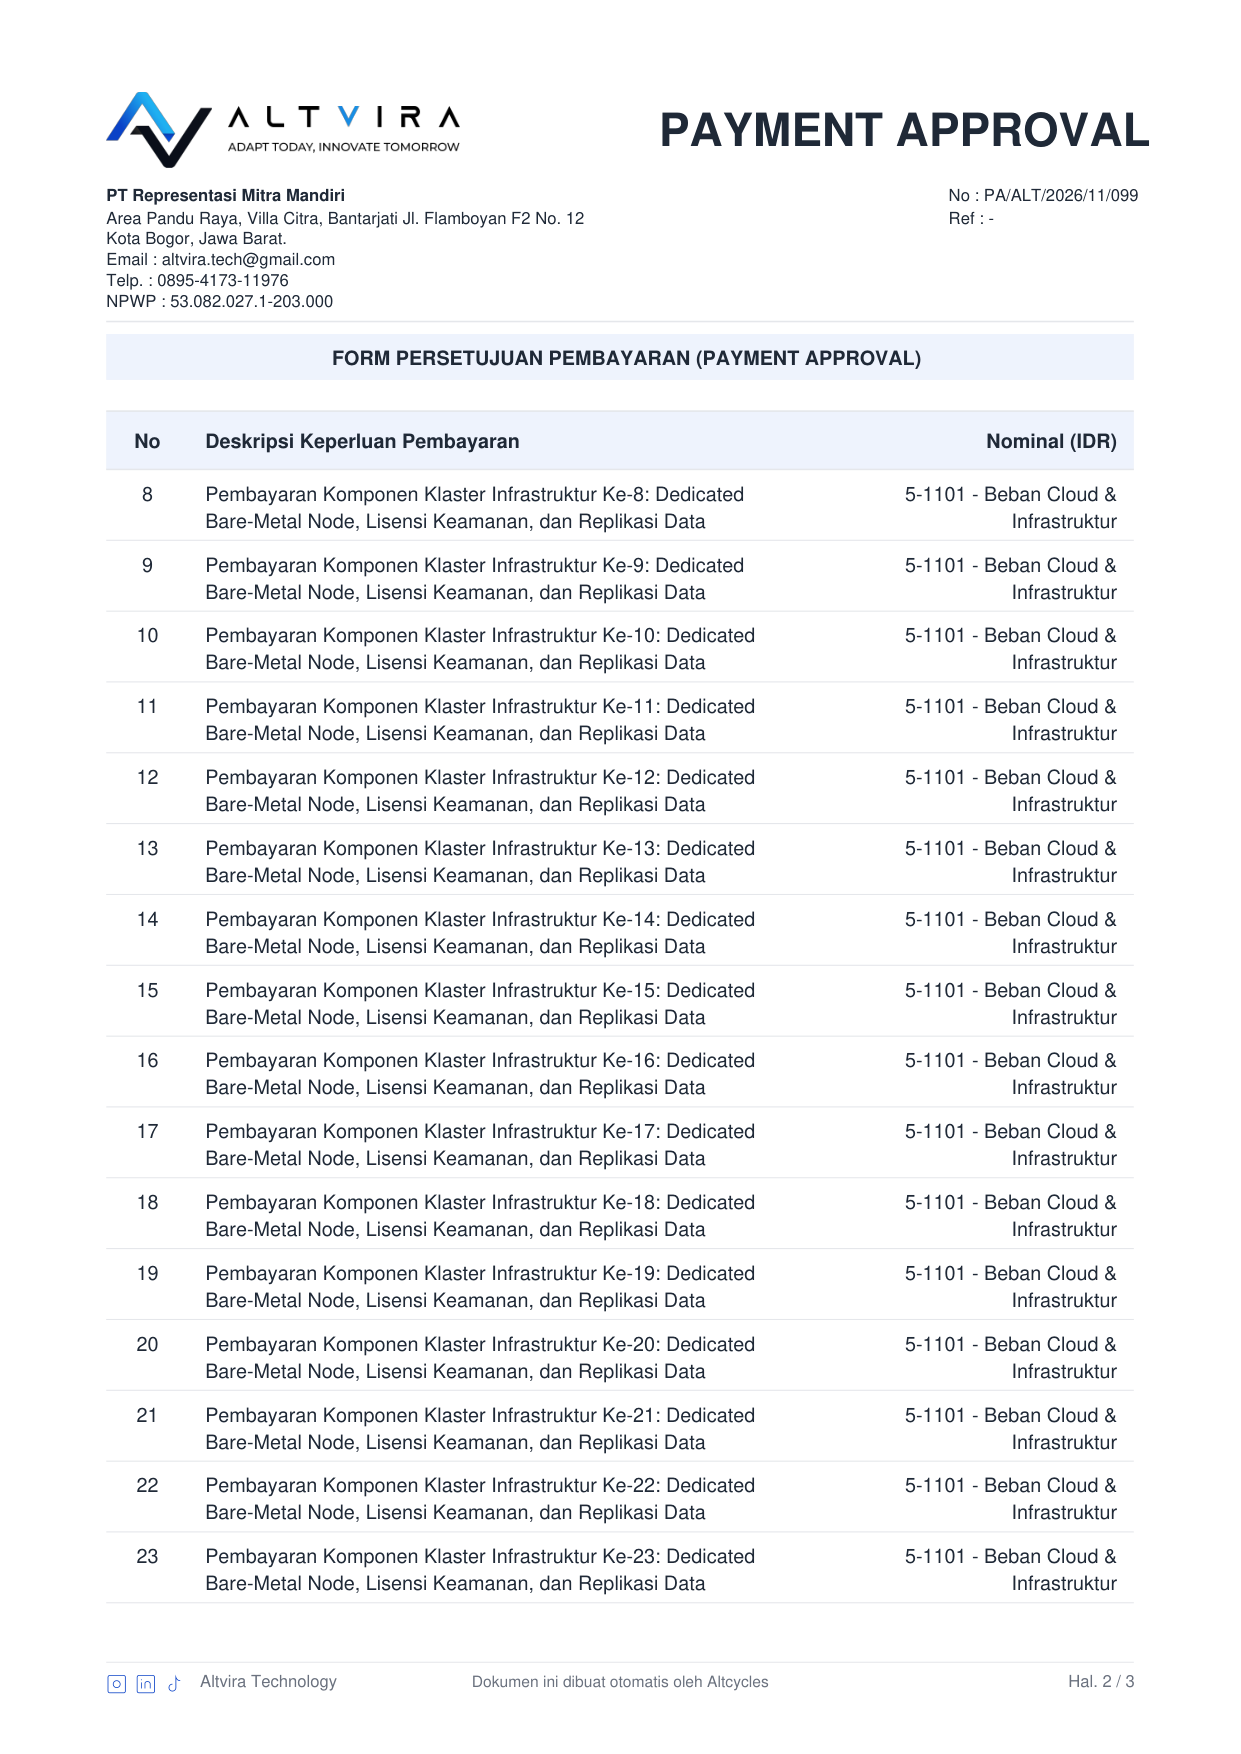 ALTVIRA
ADAPT TODAY, INNOVATE TOMORROW
PAYMENT APPROVAL
PT Representasi Mitra Mandiri
Area Pandu Raya, Villa Citra, Bantarjati Jl. Flamboyan F2 No. 12
Kota Bogor, Jawa Barat.
Email : altvira.tech@gmail.com
Telp. : 0895-4173-11976
NPWP : 53.082.027.1-203.000
No : PA/ALT/2026/11/099
Ref : -
FORM PERSETUJUAN PEMBAYARAN (PAYMENT APPROVAL)
No Deskripsi Keperluan Pembayaran Nominal (IDR)
8 Pembayaran Komponen Klaster Infrastruktur Ke-8: Dedicated 5-1101 - Beban Cloud &
Bare-Metal Node, Lisensi Keamanan, dan Replikasi Data Infrastruktur
9 Pembayaran Komponen Klaster Infrastruktur Ke-9: Dedicated 5-1101 - Beban Cloud &
Bare-Metal Node, Lisensi Keamanan, dan Replikasi Data Infrastruktur
10 Pembayaran Komponen Klaster Infrastruktur Ke-10: Dedicated 5-1101 - Beban Cloud &
Bare-Metal Node, Lisensi Keamanan, dan Replikasi Data Infrastruktur
11 Pembayaran Komponen Klaster Infrastruktur Ke-11: Dedicated 5-1101 - Beban Cloud &
Bare-Metal Node, Lisensi Keamanan, dan Replikasi Data Infrastruktur
12 Pembayaran Komponen Klaster Infrastruktur Ke-12: Dedicated 5-1101 - Beban Cloud &
Bare-Metal Node, Lisensi Keamanan, dan Replikasi Data Infrastruktur
13 Pembayaran Komponen Klaster Infrastruktur Ke-13: Dedicated 5-1101 - Beban Cloud &
Bare-Metal Node, Lisensi Keamanan, dan Replikasi Data Infrastruktur
14 Pembayaran Komponen Klaster Infrastruktur Ke-14: Dedicated 5-1101 - Beban Cloud &
Bare-Metal Node, Lisensi Keamanan, dan Replikasi Data Infrastruktur
15 Pembayaran Komponen Klaster Infrastruktur Ke-15: Dedicated 5-1101 - Beban Cloud &
Bare-Metal Node, Lisensi Keamanan, dan Replikasi Data Infrastruktur
16 Pembayaran Komponen Klaster Infrastruktur Ke-16: Dedicated 5-1101 - Beban Cloud &
Bare-Metal Node, Lisensi Keamanan, dan Replikasi Data Infrastruktur
17 Pembayaran Komponen Klaster Infrastruktur Ke-17: Dedicated 5-1101 - Beban Cloud &
Bare-Metal Node, Lisensi Keamanan, dan Replikasi Data Infrastruktur
18 Pembayaran Komponen Klaster Infrastruktur Ke-18: Dedicated 5-1101 - Beban Cloud &
Bare-Metal Node, Lisensi Keamanan, dan Replikasi Data Infrastruktur
19 Pembayaran Komponen Klaster Infrastruktur Ke-19: Dedicated 5-1101 - Beban Cloud &
Bare-Metal Node, Lisensi Keamanan, dan Replikasi Data Infrastruktur
20 Pembayaran Komponen Klaster Infrastruktur Ke-20: Dedicated 5-1101 - Beban Cloud &
Bare-Metal Node, Lisensi Keamanan, dan Replikasi Data Infrastruktur
21 Pembayaran Komponen Klaster Infrastruktur Ke-21: Dedicated 5-1101 - Beban Cloud &
Bare-Metal Node, Lisensi Keamanan, dan Replikasi Data Infrastruktur
22 Pembayaran Komponen Klaster Infrastruktur Ke-22: Dedicated 5-1101 - Beban Cloud &
Bare-Metal Node, Lisensi Keamanan, dan Replikasi Data Infrastruktur
23 Pembayaran Komponen Klaster Infrastruktur Ke-23: Dedicated 5-1101 - Beban Cloud &
Bare-Metal Node, Lisensi Keamanan, dan Replikasi Data Infrastruktur
Altvira Technology Dokumen ini dibuat otomatis oleh Altcycles Hal. 2 / 3